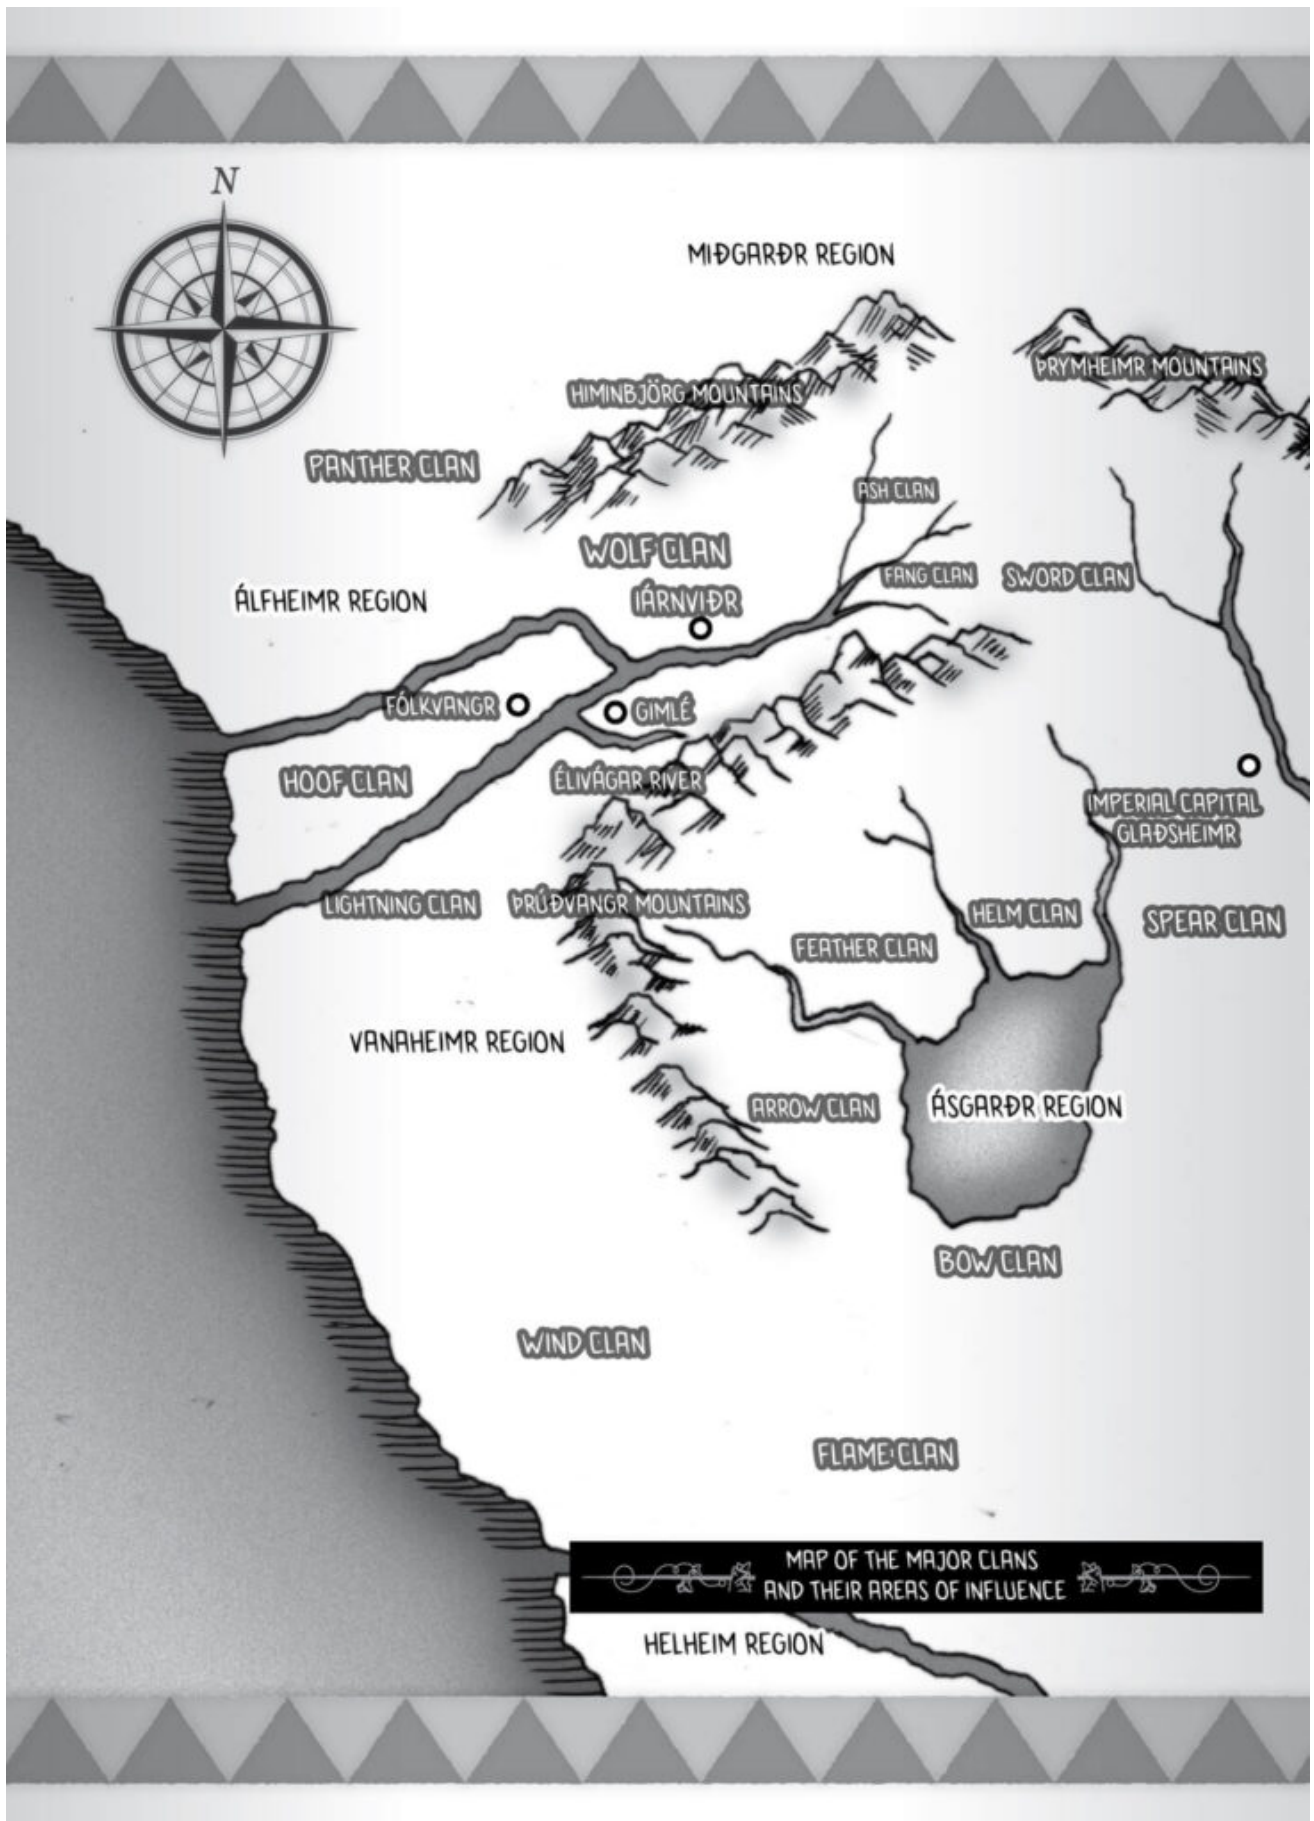 N
MIÐGARÐR REGION
ÞRYMHEIMR MOUNTAINS
HIMINBJÖRG MOUNTAINS
PANTHER CLAN
ASH CLAN
WOLF CLAN
FANG CLAN
SWORD CLAN
ÁLFHEIMR REGION
IÁRNVIÐR
FÓLKVANGR
GIMLÉ
HOOF CLAN
ÉLIVÁGAR RIVER
IMPERIAL CAPITAL
GLAÐSHEIMR
LIGHTNING CLAN
ÞRÚÐVANGR MOUNTAINS
HELM CLAN
SPEAR CLAN
FEATHER CLAN
VANAHEIMR REGION
ARROW CLAN
ÁSGARÐR REGION
BOW CLAN
WIND CLAN
FLAME CLAN
MAP OF THE MAJOR CLANS
AND THEIR AREAS OF INFLUENCE
HELHEIM REGION